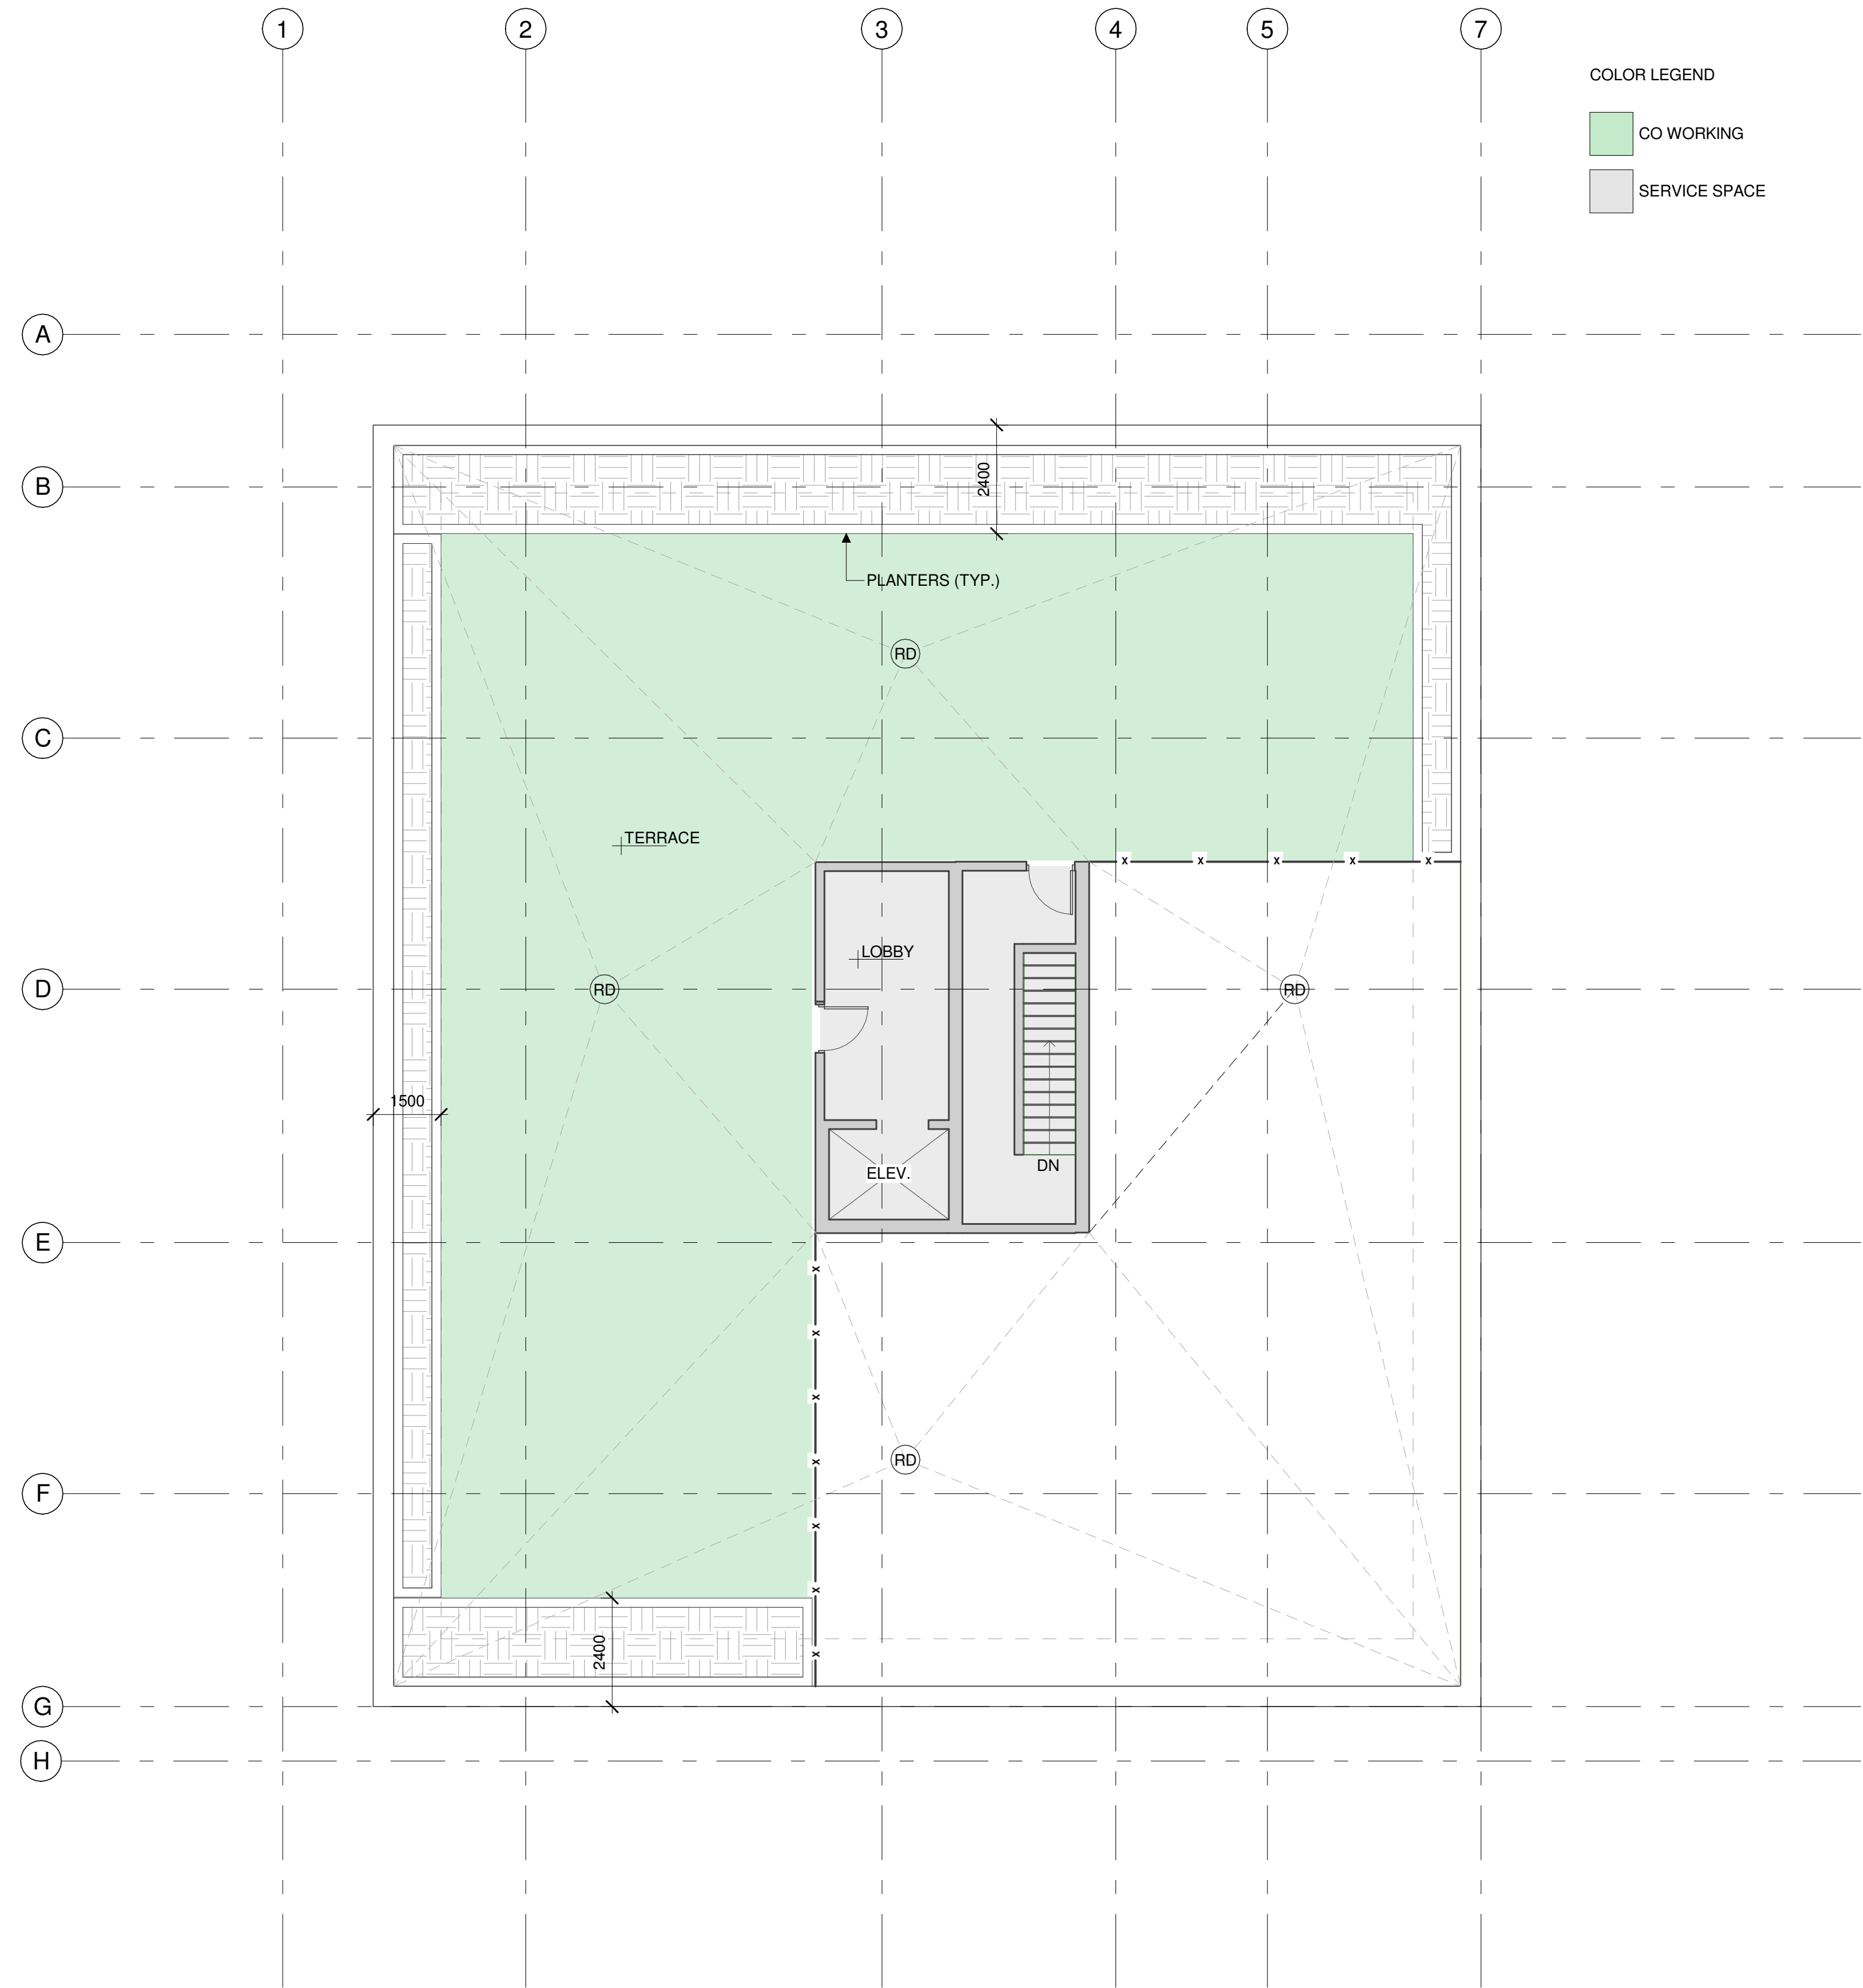 1
2
3
4
5
7
COLOR LEGEND
CO WORKING
SERVICE SPACE
A
B
2400
PLANTERS (TYP.)
RD
C
TERRACE
LOBBY
D
RD
RD
1500
ELEV.
DN
E
RD
F
2400
G
H
x
x
x
x
x
x
x
x
x
x
x
x